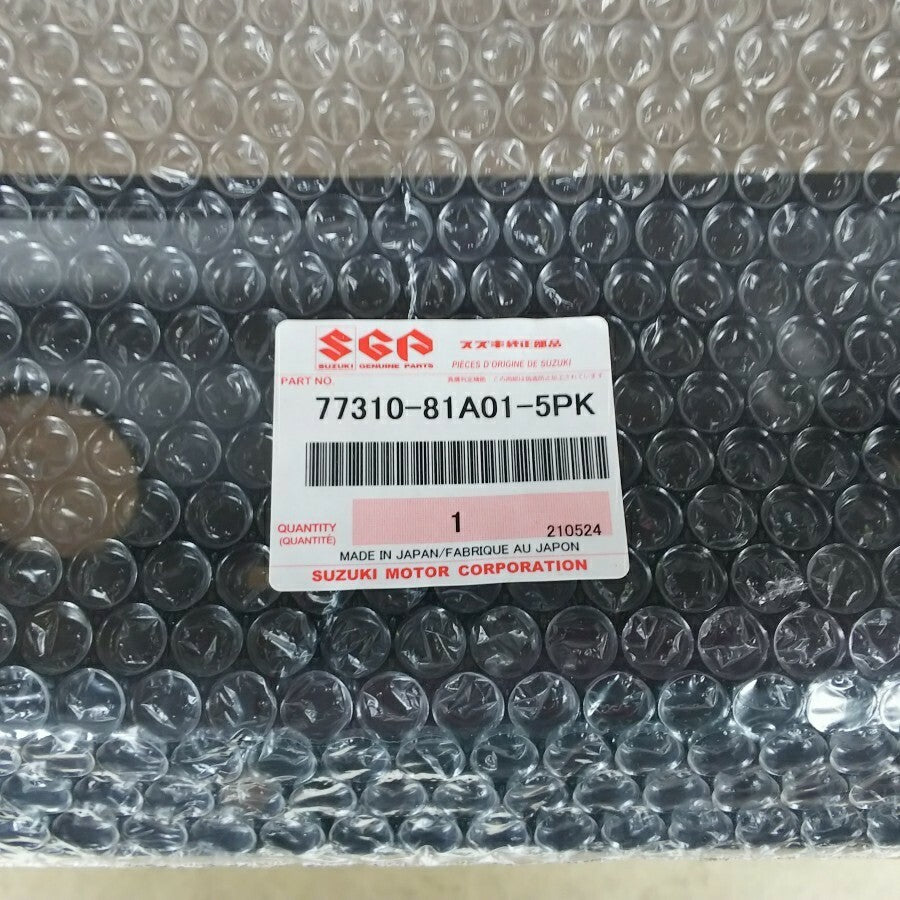 SGP
スズキ純正部品
SUZUKI GENUINE PARTS
PIÈCES D'ORIGINE DE SUZUKI
PART NO.
77310-81A01-5PK
QUANTITY
(QUANTITÉ)
1
210524
MADE IN JAPAN/FABRIQUE AU JAPON
SUZUKI MOTOR CORPORATION